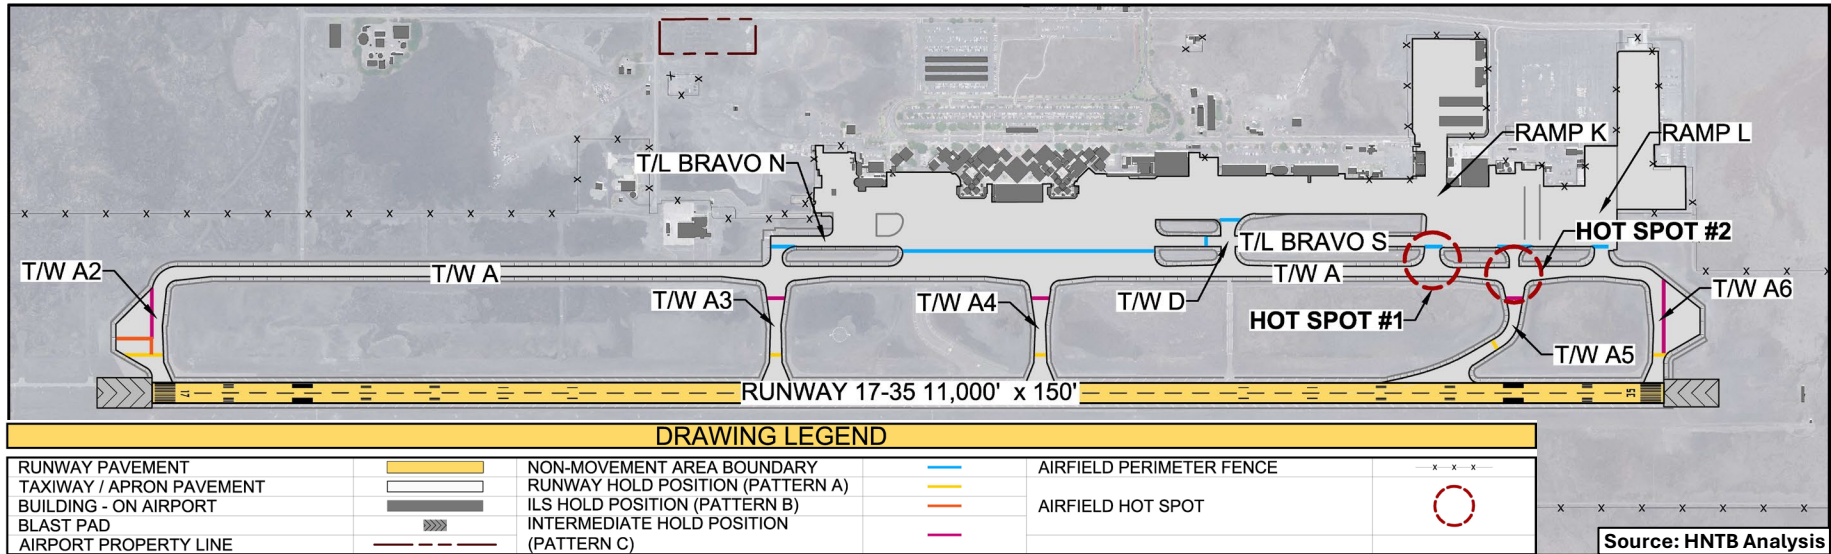 RAMP K
RAMP L
T/L BRAVO N
HOT SPOT #2
T/L BRAVO S
T/W A2
T/W A
T/W A
T/W A3
T/W A4
T/W D
T/W A6
HOT SPOT #1
T/W A5
17
RUNWAY 17-35 11,000' x 150'
35
DRAWING LEGEND
RUNWAY PAVEMENT
TAXIWAY / APRON PAVEMENT
BUILDING - ON AIRPORT
BLAST PAD
AIRPORT PROPERTY LINE
NON-MOVEMENT AREA BOUNDARY
RUNWAY HOLD POSITION (PATTERN A)
ILS HOLD POSITION (PATTERN B)
INTERMEDIATE HOLD POSITION
(PATTERN C)
AIRFIELD PERIMETER FENCE
AIRFIELD HOT SPOT
Source: HNTB Analysis